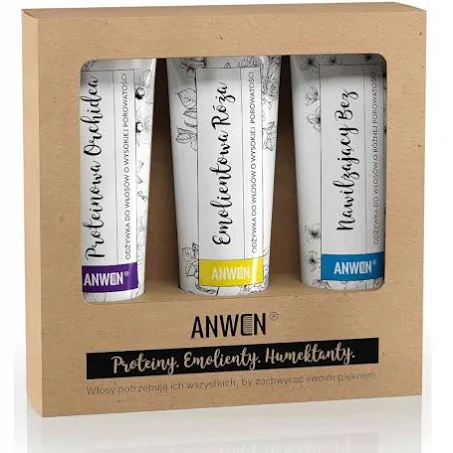 Proteinowa Orchidea
ODŻYWKA DO WŁOSÓW O WYSOKIEJ POROWATOŚCI
ANWEN®
Emolientowa Róża
ODŻYWKA DO WŁOSÓW O WYSOKIEJ POROWATOŚCI
ANWEN®
Nawilżający Bez
ODŻYWKA DO WŁOSÓW O RÓŻNEJ POROWATOŚCI
ANWEN®
ANWEN®
Proteiny. Emolienty. Humektanty.
Włosy potrzebują ich wszystkich, by zachwycać swoim pięknem.